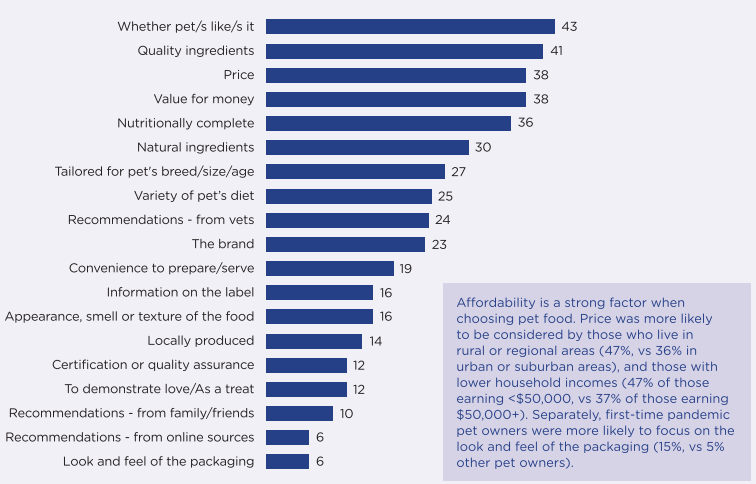 Whether pet/s like/s it 43
Quality ingredients 41
Price 38
Value for money 38
Nutritionally complete 36
Natural ingredients 30
Tailored for pet's breed/size/age 27
Variety of pet's diet 25
Recommendations - from vets 24
The brand 23
Convenience to prepare/serve 19
Information on the label 16
Appearance, smell or texture of the food 16
Locally produced 14
Certification or quality assurance 12
To demonstrate love/As a treat 12
Recommendations - from family/friends 10
Recommendations - from online sources 6
Look and feel of the packaging 6
Affordability is a strong factor when
choosing pet food. Price was more likely
to be considered by those who live in
rural or regional areas (47%, vs 36% in
urban or suburban areas), and those with
lower household incomes (47% of those
earning <$50,000, vs 37% of those earning
$50,000+). Separately, first-time pandemic
pet owners were more likely to focus on the
look and feel of the packaging (15%, vs 5%
other pet owners).